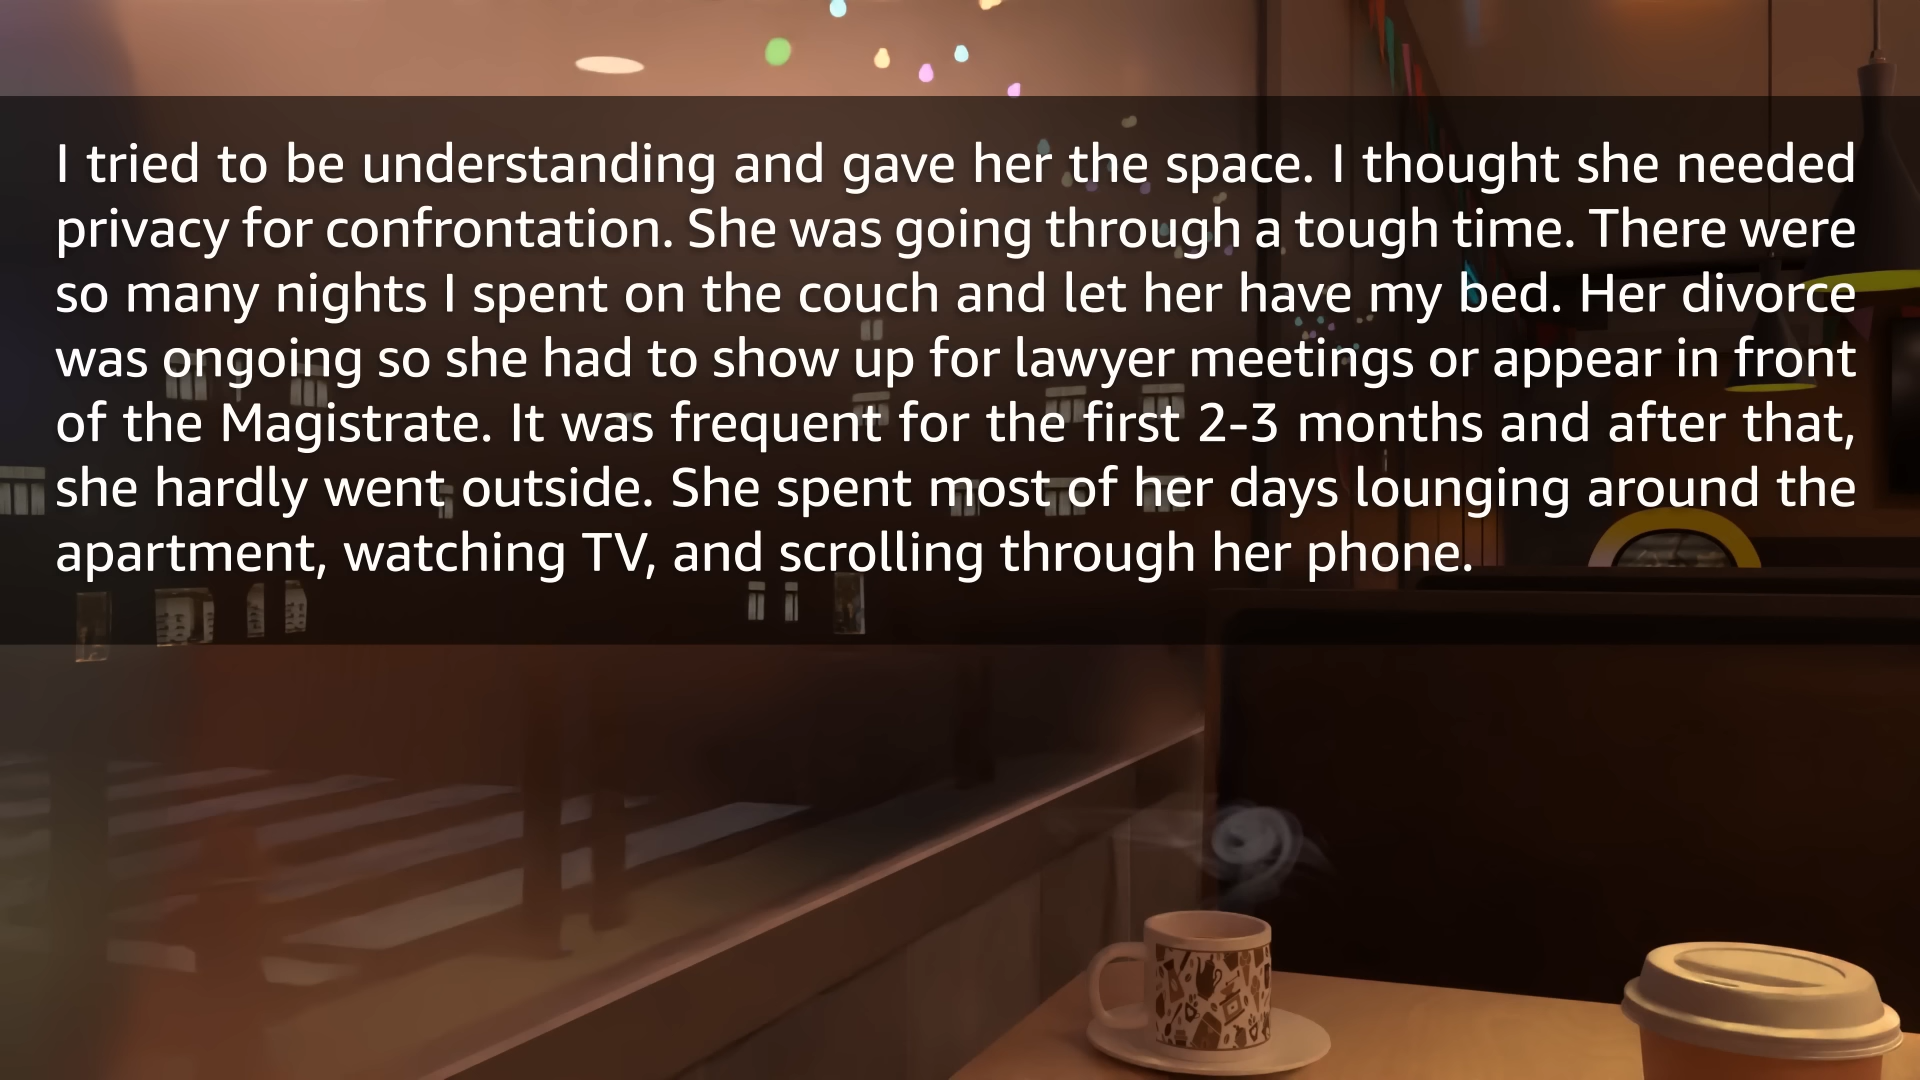 I tried to be understanding and gave her the space. I thought she needed
privacy for confrontation. She was going through a tough time. There were
so many nights I spent on the couch and let her have my bed. Her divorce
was ongoing so she had to show up for lawyer meetings or appear in front
of the Magistrate. It was frequent for the first 2-3 months and after that,
she hardly went outside. She spent most of her days lounging around the
apartment, watching TV, and scrolling through her phone.